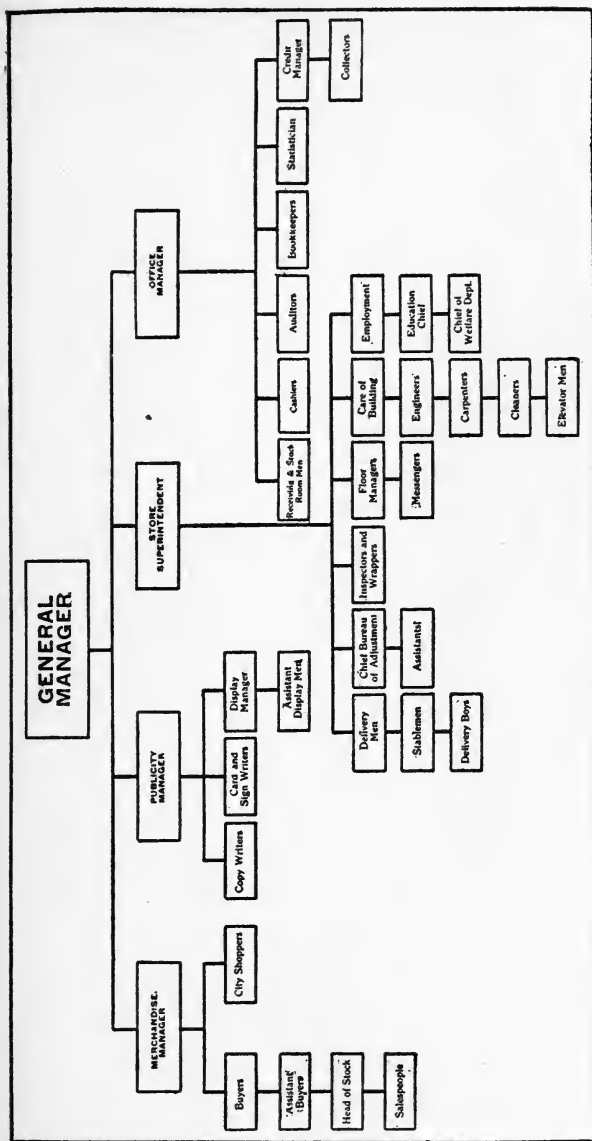 GENERAL
MANAGER
MERCHANDISE
MANAGER
PUBLICITY
MANAGER
STORE
SUPERINTENDENT
OFFICE
MANAGER
Buyers
City Shoppers
Assistant
Buyers
Head of Stock
Salespeople
Copy Writers
Card and
Sign Writers
Display
Manager
Assistant
Display Men
Delivery
Men
Chief Bureau
of Adjustment
Inspectors and
Wrappers
Floor
Managers
Care of
Building
Employment
Stablemen
Assistants
Messengers
Engineers
Education
Chief
Delivery Boys
Carpenters
Chief of
Welfare Dept.
Cleaners
Elevator Men
Receiving & Stock
Room Men
Cashiers
Auditors
Bookkeepers
Statistician
Credit
Manager
Collectors